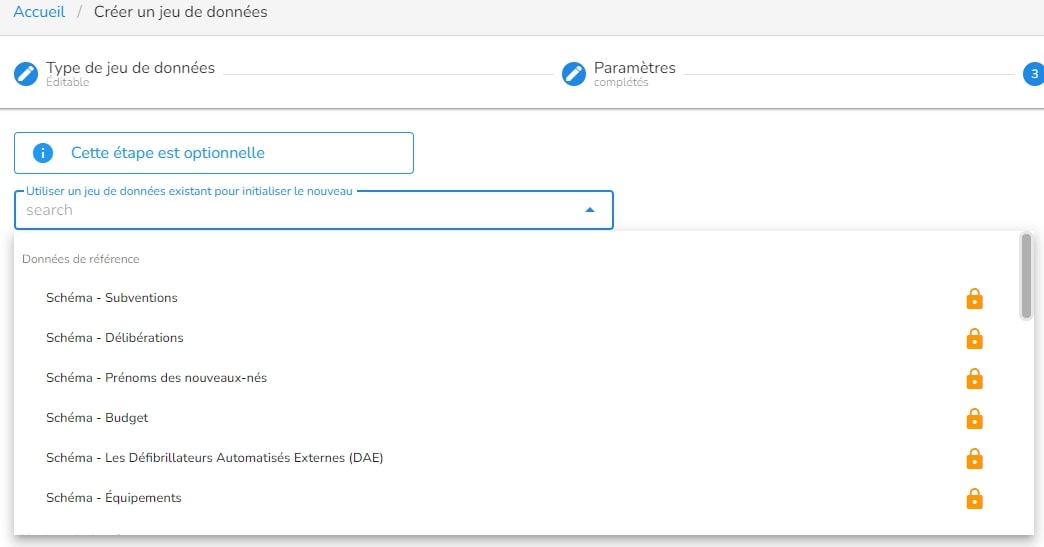 Accueil / Créer un jeu de données
Type de jeu de données
Éditable
Paramètres
complétés
3
Cette étape est optionnelle
Utiliser un jeu de données existant pour initialiser le nouveau
search
Données de référence
Schéma - Subventions
Schéma - Délibérations
Schéma - Prénoms des nouveaux-nés
Schéma - Budget
Schéma - Les Défibrillateurs Automatisés Externes (DAE)
Schéma - Équipements